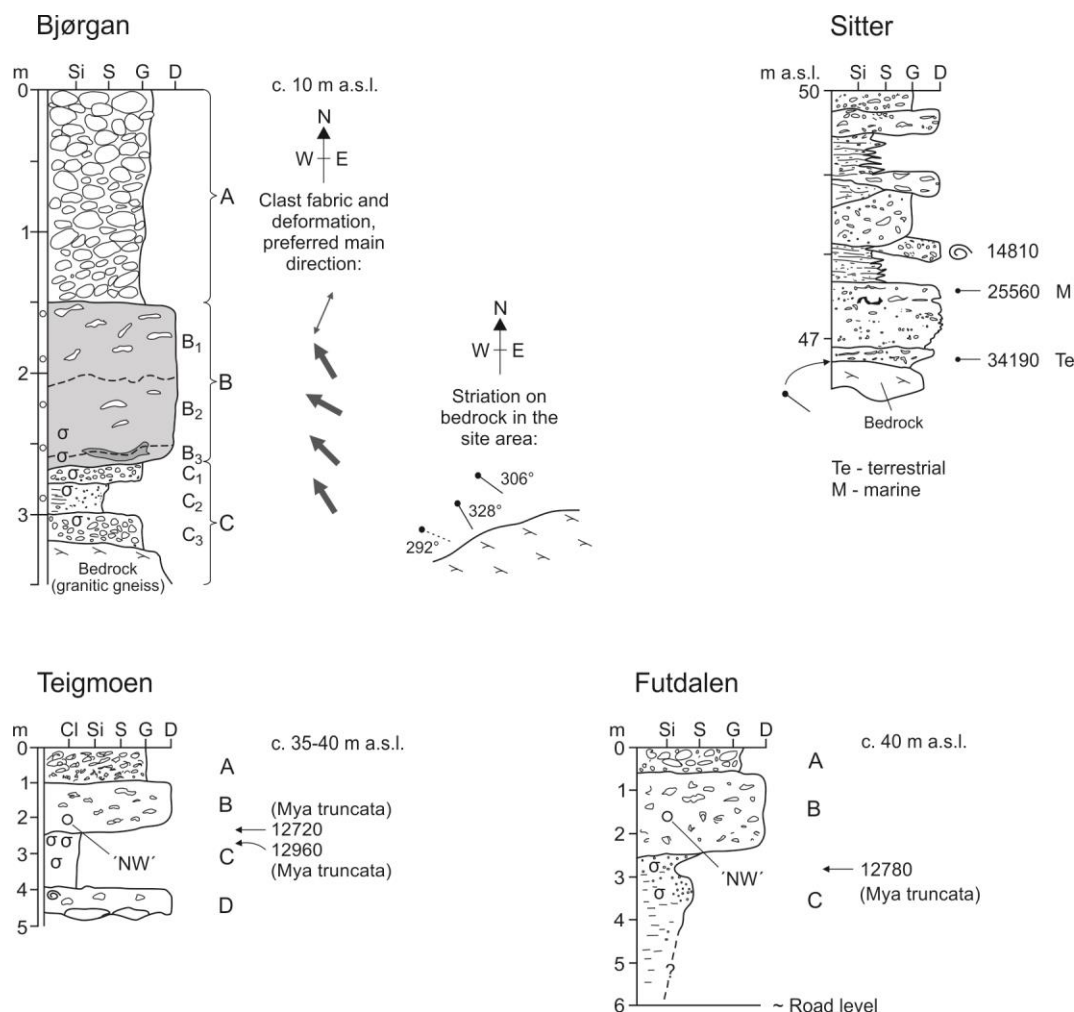 Bjørgan
m Si S G D
0
1
2
3
A
B₁
B
B₂
B₃
C₁
C₂
C
C₃
σ
σ
σ
σ
σ
Bedrock
(granitic gneiss)
c. 10 m a.s.l.
N
W E
Clast fabric and
deformation,
preferred main
direction:
N
W E
Striation on
bedrock in the
site area:
306°
328°
292°
Sitter
m a.s.l. Si S G D
50
14810
25560 M
47
34190 Te
Bedrock
Te - terrestrial
M - marine
Teigmoen
m Cl Si S G D
0
1
2
3
4
5
c. 35-40 m a.s.l.
A
B
C
D
(Mya truncata)
12720
12960
(Mya truncata)
σ σ
σ
´NW´
Futdalen
m Si S G D
0
1
2
3
4
5
6
c. 40 m a.s.l.
A
B
C
´NW´
σ
σ
12780
(Mya truncata)
?
~ Road level